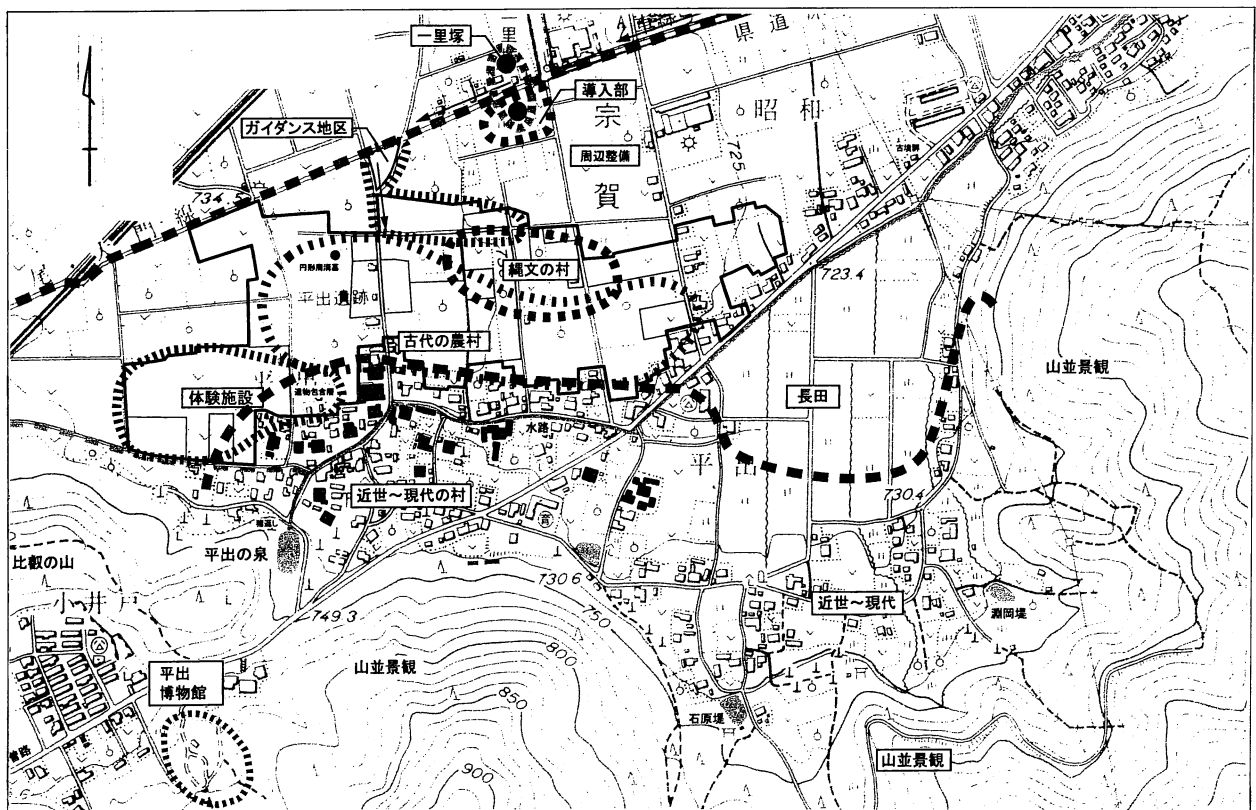 一里塚
里
県道
導入部
宗
昭和
ガイダンス地区
周辺整備
725
賀
734
円形周溝墓
縄文の村
平出遺跡
723.4
古代の農村
山並景観
体験施設
遺物包含層
長田
水路
平出
近世～現代の村
730.4
平出の泉
比叡の山
730.6
小井戸
749.3
750
近世～現代
淵岡堤
山並景観
800
平出
博物館
850
石原堤
山並景観
900